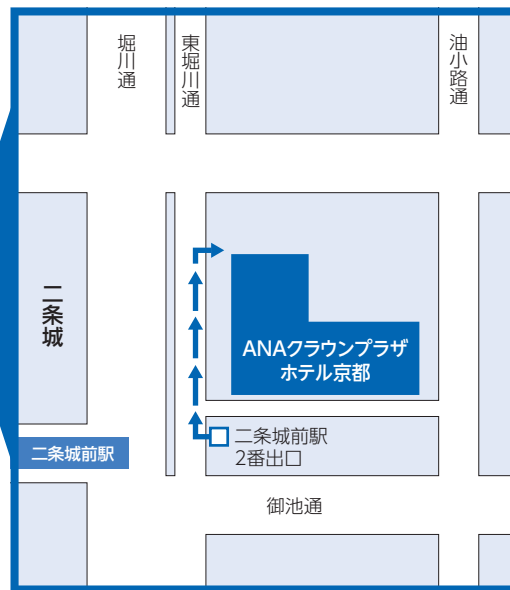 堀川通
東堀川通
油小路通
二条城
ANAクラウンプラザ
ホテル京都
二条城前駅
2番出口
二条城前駅
御池通